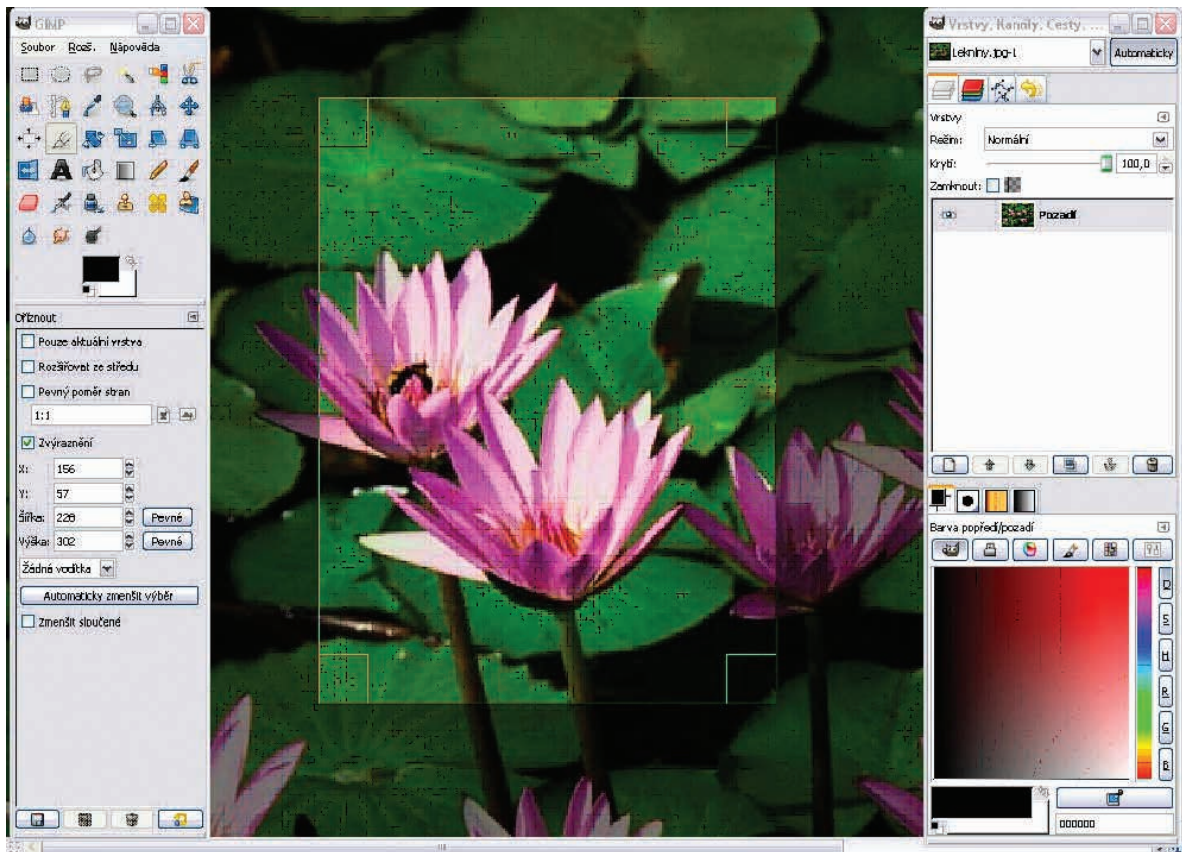 GIMP
Soubor Rozš. Nápověda
Oříznout
Pouze aktuální vrstva
Rozšiřovat ze středu
Pevný poměr stran
1:1
Zvýraznění
X: 156
Y: 57
Šířka: 228 Pevné
Výška: 302 Pevné
Žádná vodítka
Automaticky zmenšit výběr
Zmenšit sloučené
Vrstvy, Kanály, Cesty, ...
Lekníny.jpg-1 Automaticky
Vrstvy
Režim: Normální
Krytí: 100,0
Zamknout:
Pozadí
Barva popředí/pozadí
O
S
H
R
G
B
000000